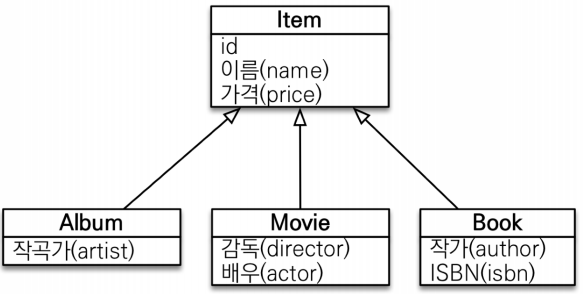 Item
id
이름(name)
가격(price)
Album
작곡가(artist)
Movie
감독(director)
배우(actor)
Book
작가(author)
ISBN(isbn)